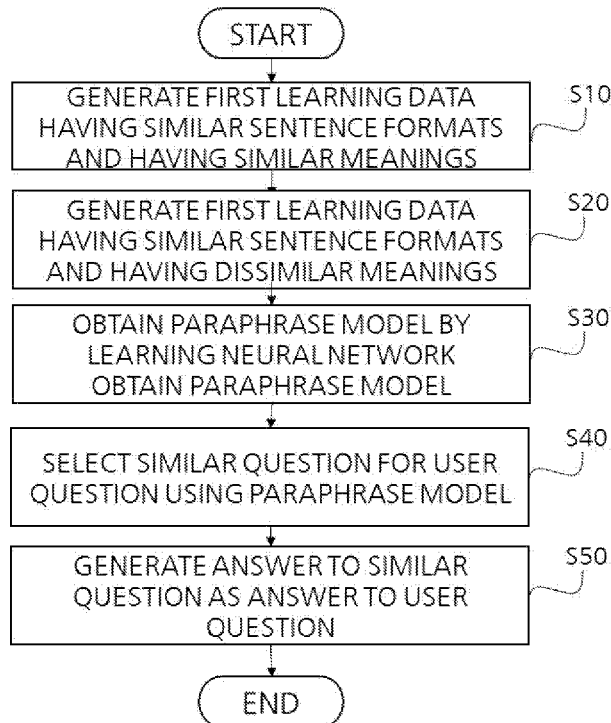 START
GENERATE FIRST LEARNING DATA
HAVING SIMILAR SENTENCE FORMATS
AND HAVING SIMILAR MEANINGS
S10
GENERATE FIRST LEARNING DATA
HAVING SIMILAR SENTENCE FORMATS
AND HAVING DISSIMILAR MEANINGS
S20
OBTAIN PARAPHRASE MODEL BY
LEARNING NEURAL NETWORK
OBTAIN PARAPHRASE MODEL
S30
SELECT SIMILAR QUESTION FOR USER
QUESTION USING PARAPHRASE MODEL
S40
GENERATE ANSWER TO SIMILAR
QUESTION AS ANSWER TO USER
QUESTION
S50
END